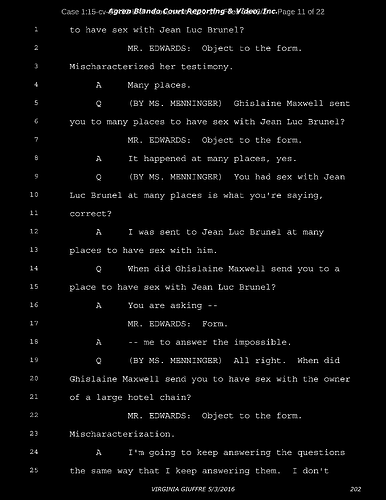 Case 1:15-cv- Agren Blando Court Reporting & Video, Inc. Page 11 of 22
1 to have sex with Jean Luc Brunel?
2 MR. EDWARDS: Object to the form.
3 Mischaracterized her testimony.
4 A Many places.
5 Q (BY MS. MENNINGER) Ghislaine Maxwell sent
6 you to many places to have sex with Jean Luc Brunel?
7 MR. EDWARDS: Object to the form.
8 A It happened at many places, yes.
9 Q (BY MS. MENNINGER) You had sex with Jean
10 Luc Brunel at many places is what you're saying,
11 correct?
12 A I was sent to Jean Luc Brunel at many
13 places to have sex with him.
14 Q When did Ghislaine Maxwell send you to a
15 place to have sex with Jean Luc Brunel?
16 A You are asking --
17 MR. EDWARDS: Form.
18 A -- me to answer the impossible.
19 Q (BY MS. MENNINGER) All right. When did
20 Ghislaine Maxwell send you to have sex with the owner
21 of a large hotel chain?
22 MR. EDWARDS: Object to the form.
23 Mischaracterization.
24 A I'm going to keep answering the questions
25 the same way that I keep answering them. I don't
VIRGINIA GIUFFRE 5/3/2016 202